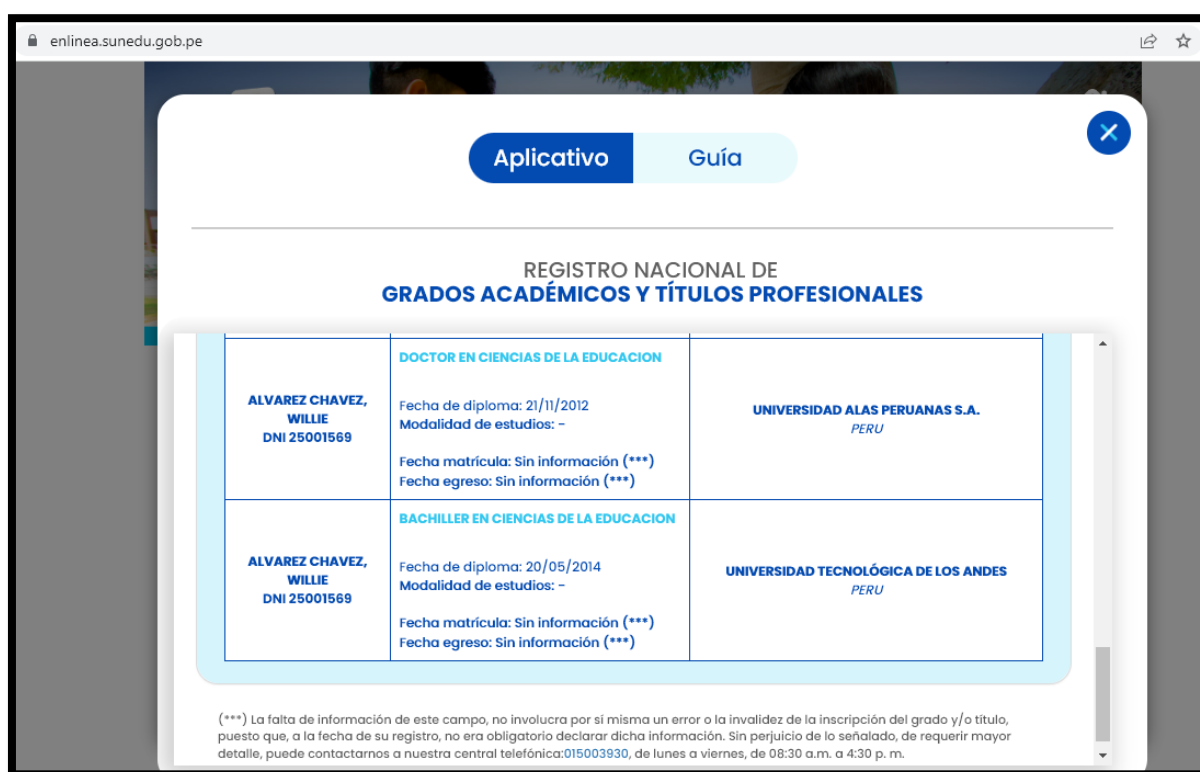 enlinea.sunedu.gob.pe
Aplicativo
Guía
REGISTRO NACIONAL DE
GRADOS ACADÉMICOS Y TÍTULOS PROFESIONALES
ALVAREZ CHAVEZ,
WILLIE
DNI 25001569
DOCTOR EN CIENCIAS DE LA EDUCACION
Fecha de diploma: 21/11/2012
Modalidad de estudios: -
Fecha matrícula: Sin información (***)
Fecha egreso: Sin información (***)
UNIVERSIDAD ALAS PERUANAS S.A.
PERU
ALVAREZ CHAVEZ,
WILLIE
DNI 25001569
BACHILLER EN CIENCIAS DE LA EDUCACION
Fecha de diploma: 20/05/2014
Modalidad de estudios: -
Fecha matrícula: Sin información (***)
Fecha egreso: Sin información (***)
UNIVERSIDAD TECNOLÓGICA DE LOS ANDES
PERU
(***) La falta de información de este campo, no involucra por si misma un error o la invalidez de la inscripción del grado y/o título,
puesto que, a la fecha de su registro, no era obligatorio declarar dicha información. Sin perjuicio de lo señalado, de requerir mayor
detalle, puede contactarnos a nuestra central telefónica:015003930, de lunes a viernes, de 08:30 a.m. a 4:30 p. m.